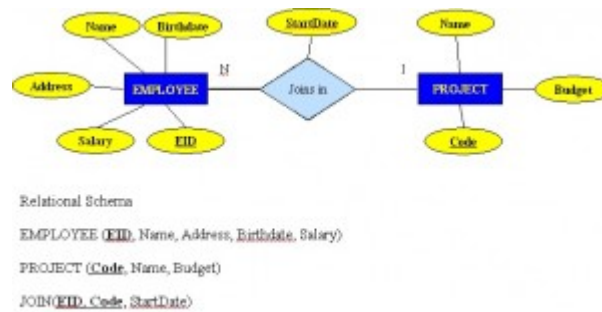 Name Birthdate StartDate Name
N 1
Address EMPLOYEE Joins in PROJECT Budget
Salary EID Code
Relational Schema
EMPLOYEE (EID, Name, Address, Birthdate, Salary)
PROJECT (Code, Name, Budget)
JOIN(EID, Code, StartDate)